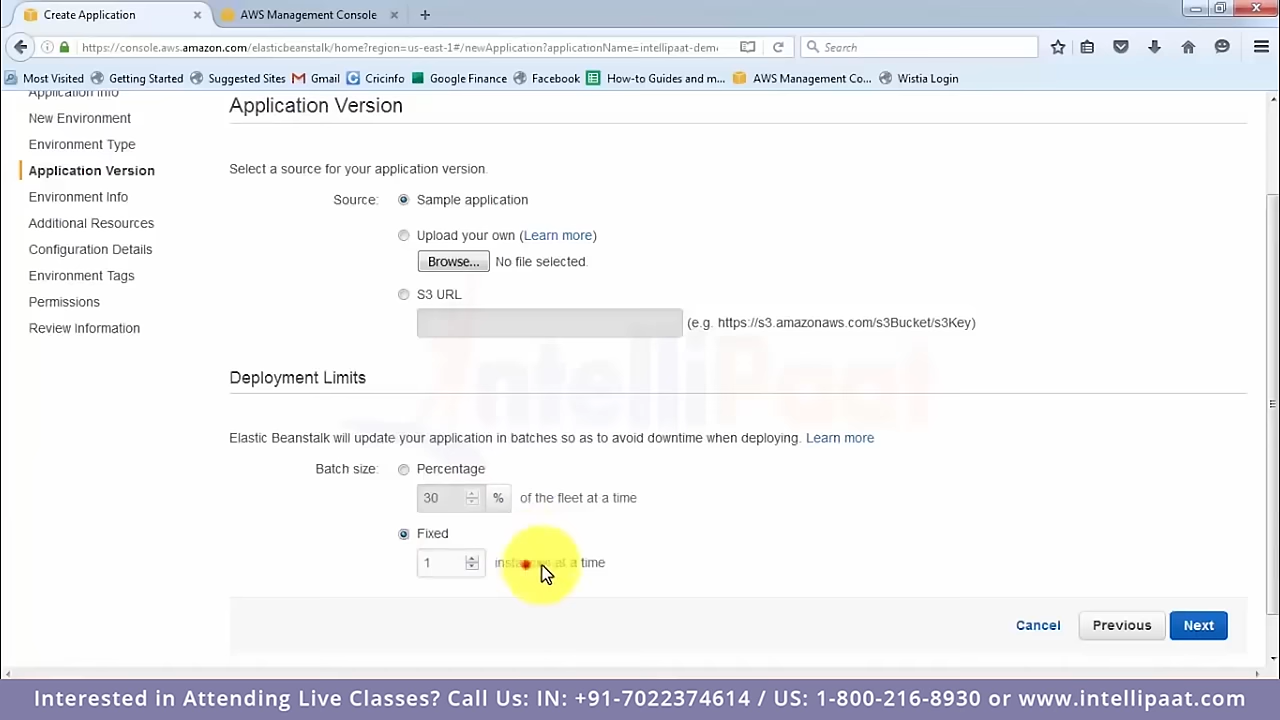 Create Application
AWS Management Console
https://console.aws.amazon.com/elasticbeanstalk/home?region=us-east-1#/newApplication?applicationName=intellipaat-dem
Search
Most Visited
Getting Started
Suggested Sites
Gmail
Cricinfo
Google Finance
Facebook
How-to Guides and m...
AWS Management Co...
Wistia Login
Application Info
New Environment
Environment Type
Application Version
Environment Info
Additional Resources
Configuration Details
Environment Tags
Permissions
Review Information
Application Version
Select a source for your application version.
Source:
Sample application
Upload your own (Learn more)
Browse... No file selected.
S3 URL
(e.g. https://s3.amazonaws.com/s3Bucket/s3Key)
IntelliPaat
Deployment Limits
Elastic Beanstalk will update your application in batches so as to avoid downtime when deploying. Learn more
Batch size:
Percentage
30 % of the fleet at a time
Fixed
1 instances at a time
Cancel
Previous
Next
Interested in Attending Live Classes? Call Us: IN: +91-7022374614 / US: 1-800-216-8930 or www.intellipaat.com